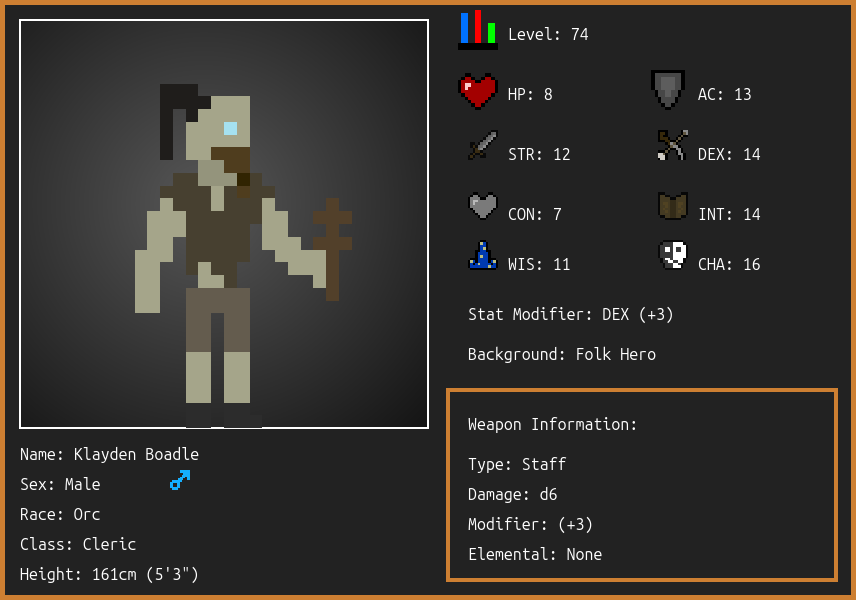 Level: 74
HP: 8
AC: 13
STR: 12
DEX: 14
CON: 7
INT: 14
WIS: 11
CHA: 16
Stat Modifier: DEX (+3)
Background: Folk Hero
Weapon Information:
Type: Staff
Damage: d6
Modifier: (+3)
Elemental: None
Name: Klayden Boadle
Sex: Male
Race: Orc
Class: Cleric
Height: 161cm (5'3")